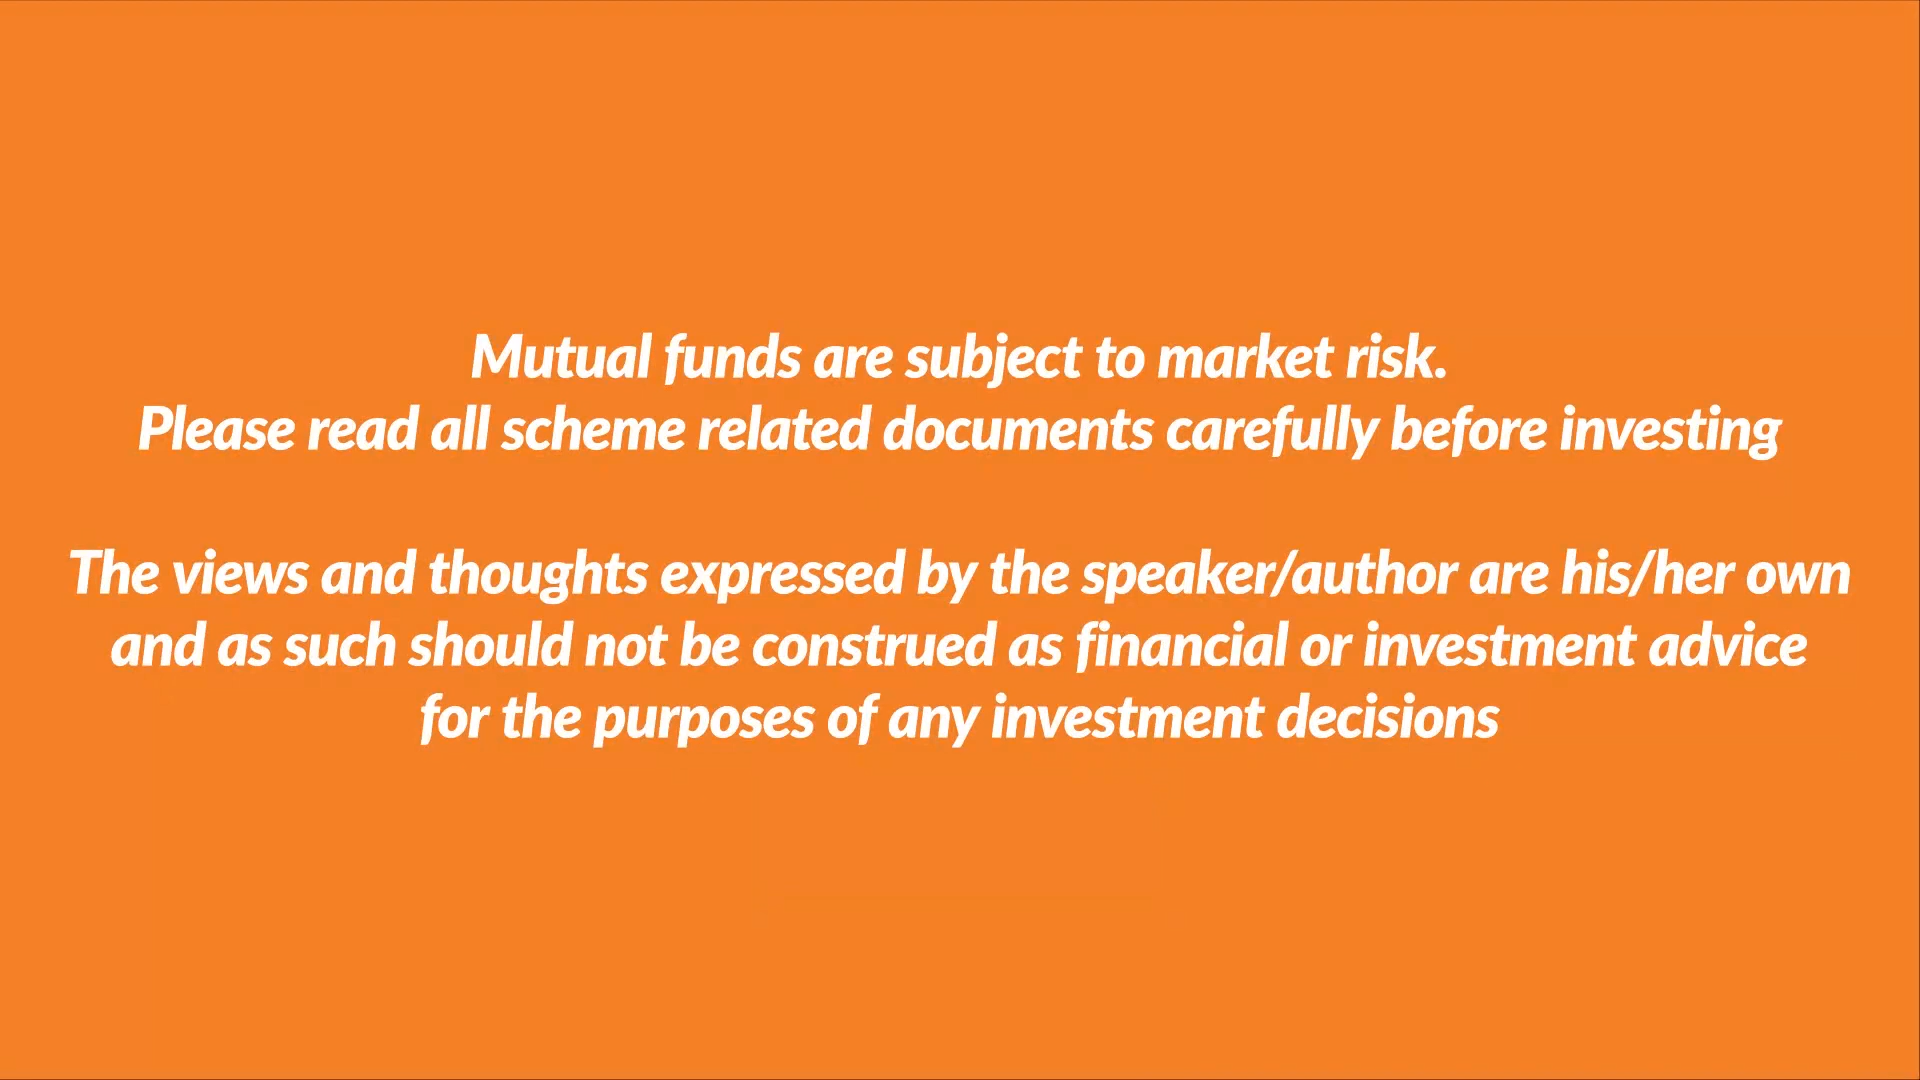 Mutual funds are subject to market risk.
Please read all scheme related documents carefully before investing
The views and thoughts expressed by the speaker/author are his/her own
and as such should not be construed as financial or investment advice
for the purposes of any investment decisions